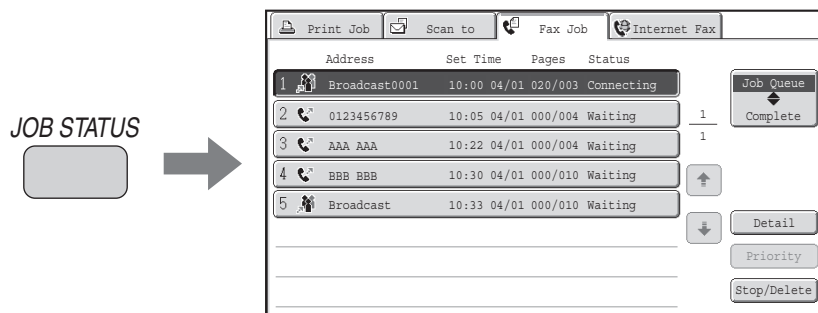 JOB STATUS
Print Job Scan to Fax Job Internet Fax
Address Set Time Pages Status
1 Broadcast0001 10:00 04/01 020/003 Connecting
2 0123456789 10:05 04/01 000/004 Waiting
3 AAA AAA 10:22 04/01 000/004 Waiting
4 BBB BBB 10:30 04/01 000/010 Waiting
5 Broadcast 10:33 04/01 000/010 Waiting
1
1
Job Queue
Complete
Detail
Priority
Stop/Delete